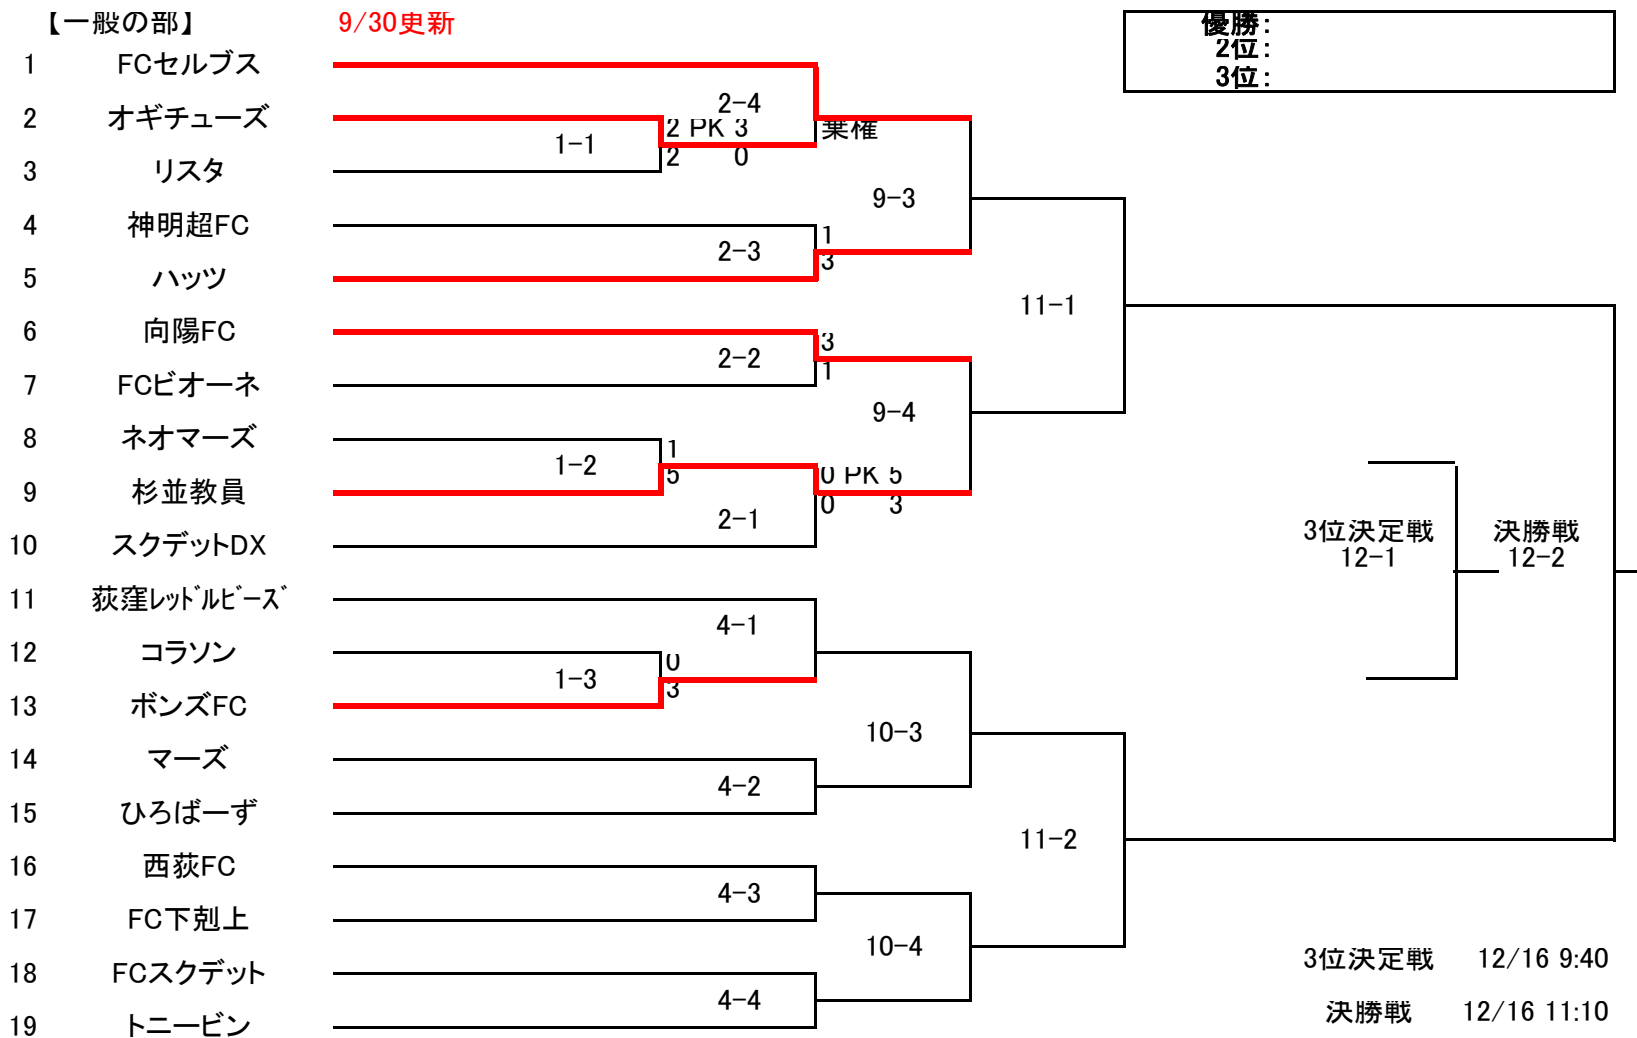 【一般の部】 9/30更新
優勝：
2位：
3位：
1 FCセルブス
2 オギチューズ
3 リスタ
4 神明超FC
5 ハッツ
6 向陽FC
7 FCビオーネ
8 ネオマーズ
9 杉並教員
10 スクデットDX
11 荻窪ﾚｯﾄﾞﾙﾋﾞｰｽﾞ
12 コラソン
13 ボンズFC
14 マーズ
15 ひろばーず
16 西荻FC
17 FC下剋上
18 FCスクデット
19 トニービン
1-1
2 PK 3
2 0
1-2
1
5
1-3
0
3
2-4
棄権
2-3
1
3
2-2
3
1
2-1
0 PK 5
0 3
4-1
4-2
4-3
4-4
9-3
9-4
10-3
10-4
11-1
11-2
3位決定戦
12-1
決勝戦
12-2
3位決定戦 12/16 9:40
決勝戦 12/16 11:10